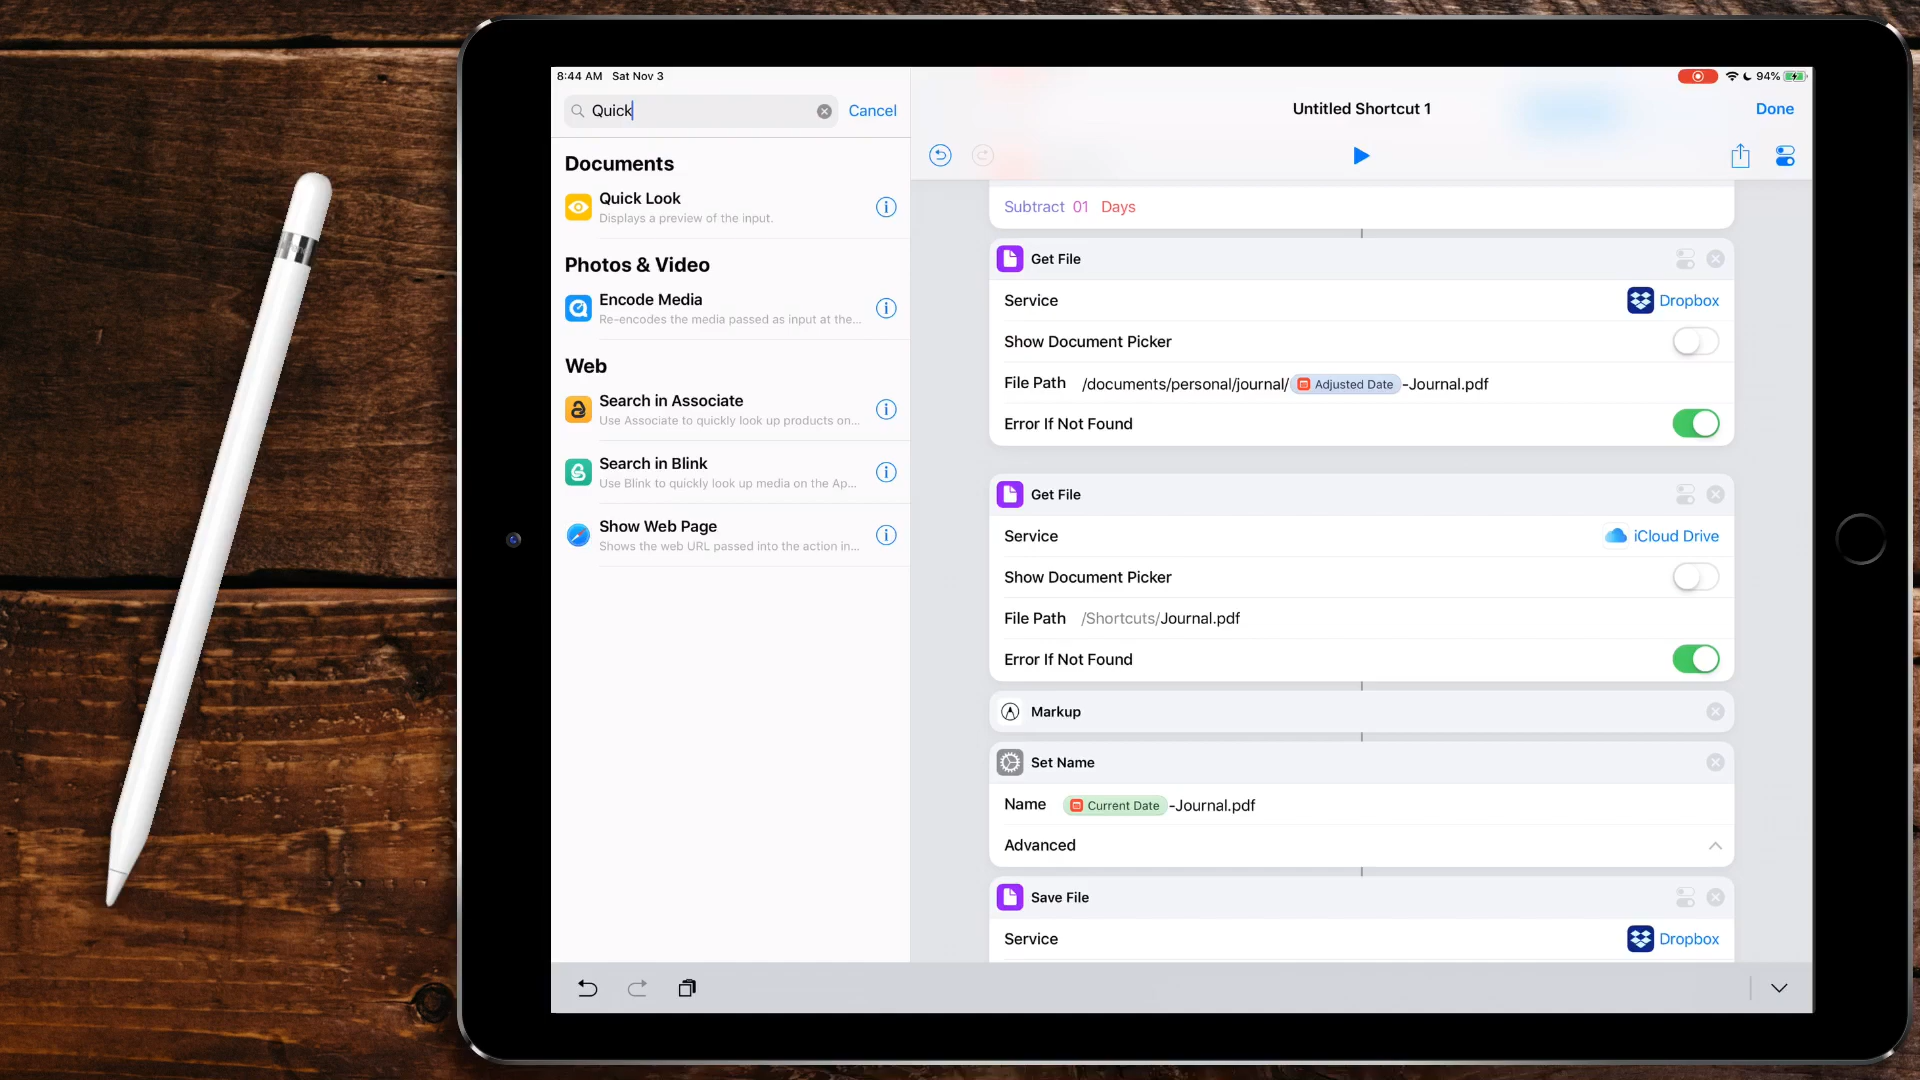 8:44 AM Sat Nov 3
94%
Quick
Cancel
Documents
Quick Look
Displays a preview of the input.
Photos & Video
Encode Media
Re-encodes the media passed as input at the...
Web
Search in Associate
Use Associate to quickly look up products on...
Search in Blink
Use Blink to quickly look up media on the Ap...
Show Web Page
Shows the web URL passed into the action in...
Untitled Shortcut 1
Done
Subtract 01 Days
Get File
Service Dropbox
Show Document Picker
File Path /documents/personal/journal/ Adjusted Date -Journal.pdf
Error If Not Found
Get File
Service iCloud Drive
Show Document Picker
File Path /Shortcuts/Journal.pdf
Error If Not Found
Markup
Set Name
Name Current Date -Journal.pdf
Advanced
Save File
Service Dropbox